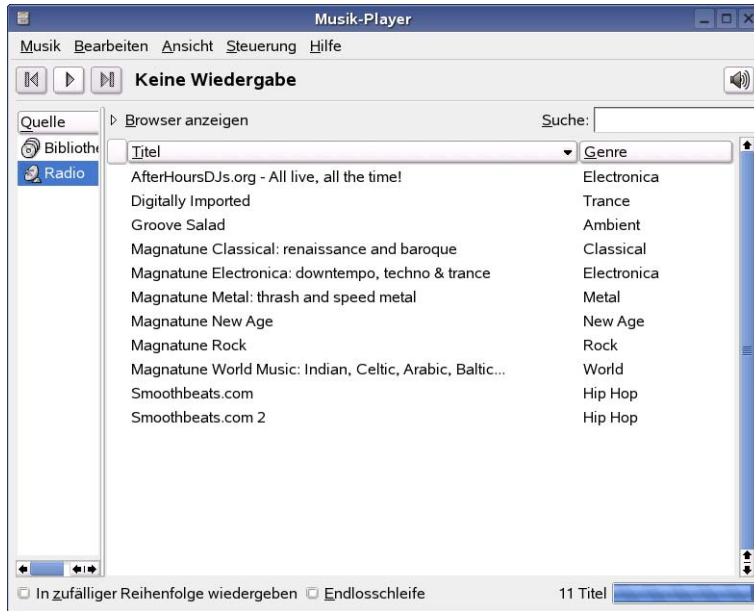 Musik-Player
Musik Bearbeiten Ansicht Steuerung Hilfe
Keine Wiedergabe
Quelle
Browser anzeigen
Suche:
Radio
Titel
Genre
AfterHoursDJs.org - All live, all the time! Electronica
Digitally Imported Trance
Groove Salad Ambient
Magnatune Classical: renaissance and baroque Classical
Magnatune Electronica: downtempo, techno & trance Electronica
Magnatune Metal: thrash and speed metal Metal
Magnatune New Age New Age
Magnatune Rock Rock
Magnatune World Music: Indian, Celtic, Arabic, Baltic... World
Smoothbeats.com Hip Hop
Smoothbeats.com 2 Hip Hop
In zufälliger Reihenfolge wiedergeben Endlosschleife 11 Titel